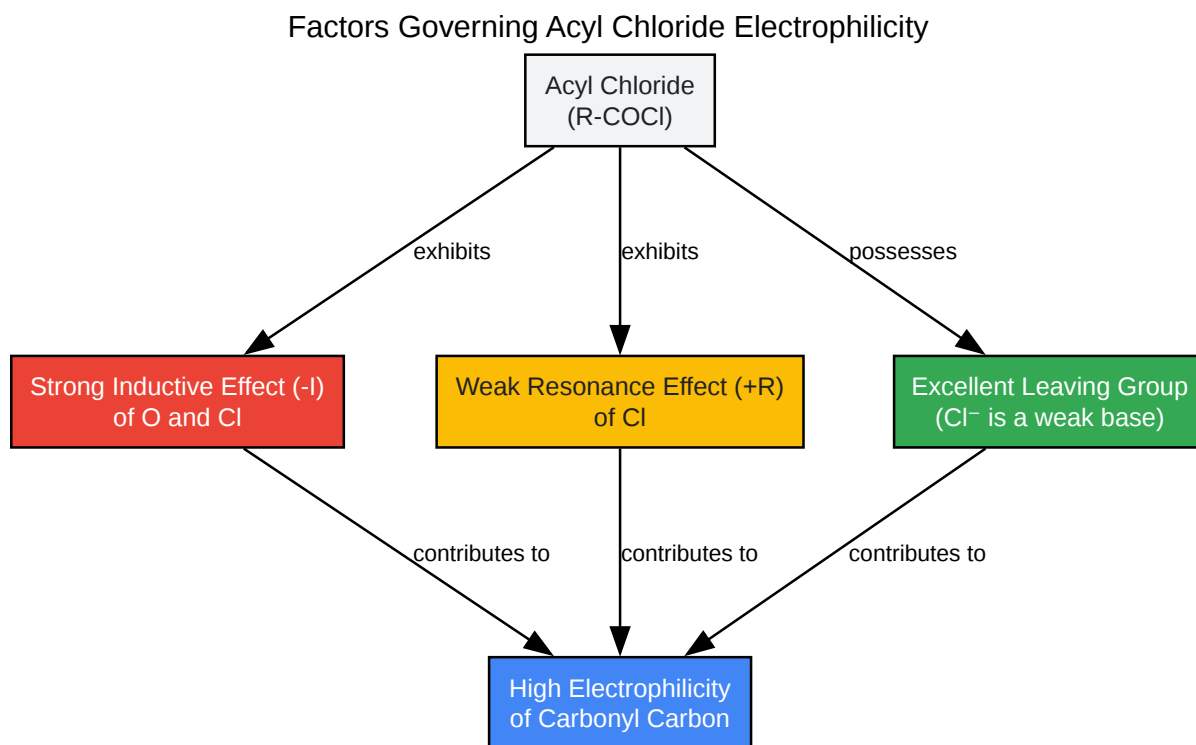 Factors Governing Acyl Chloride Electrophilicity
Acyl Chloride
(R-COCl)
exhibits
exhibits
possesses
Strong Inductive Effect (-I)
of O and Cl
Weak Resonance Effect (+R)
of Cl
Excellent Leaving Group
(Cl⁻ is a weak base)
contributes to
contributes to
contributes to
High Electrophilicity
of Carbonyl Carbon